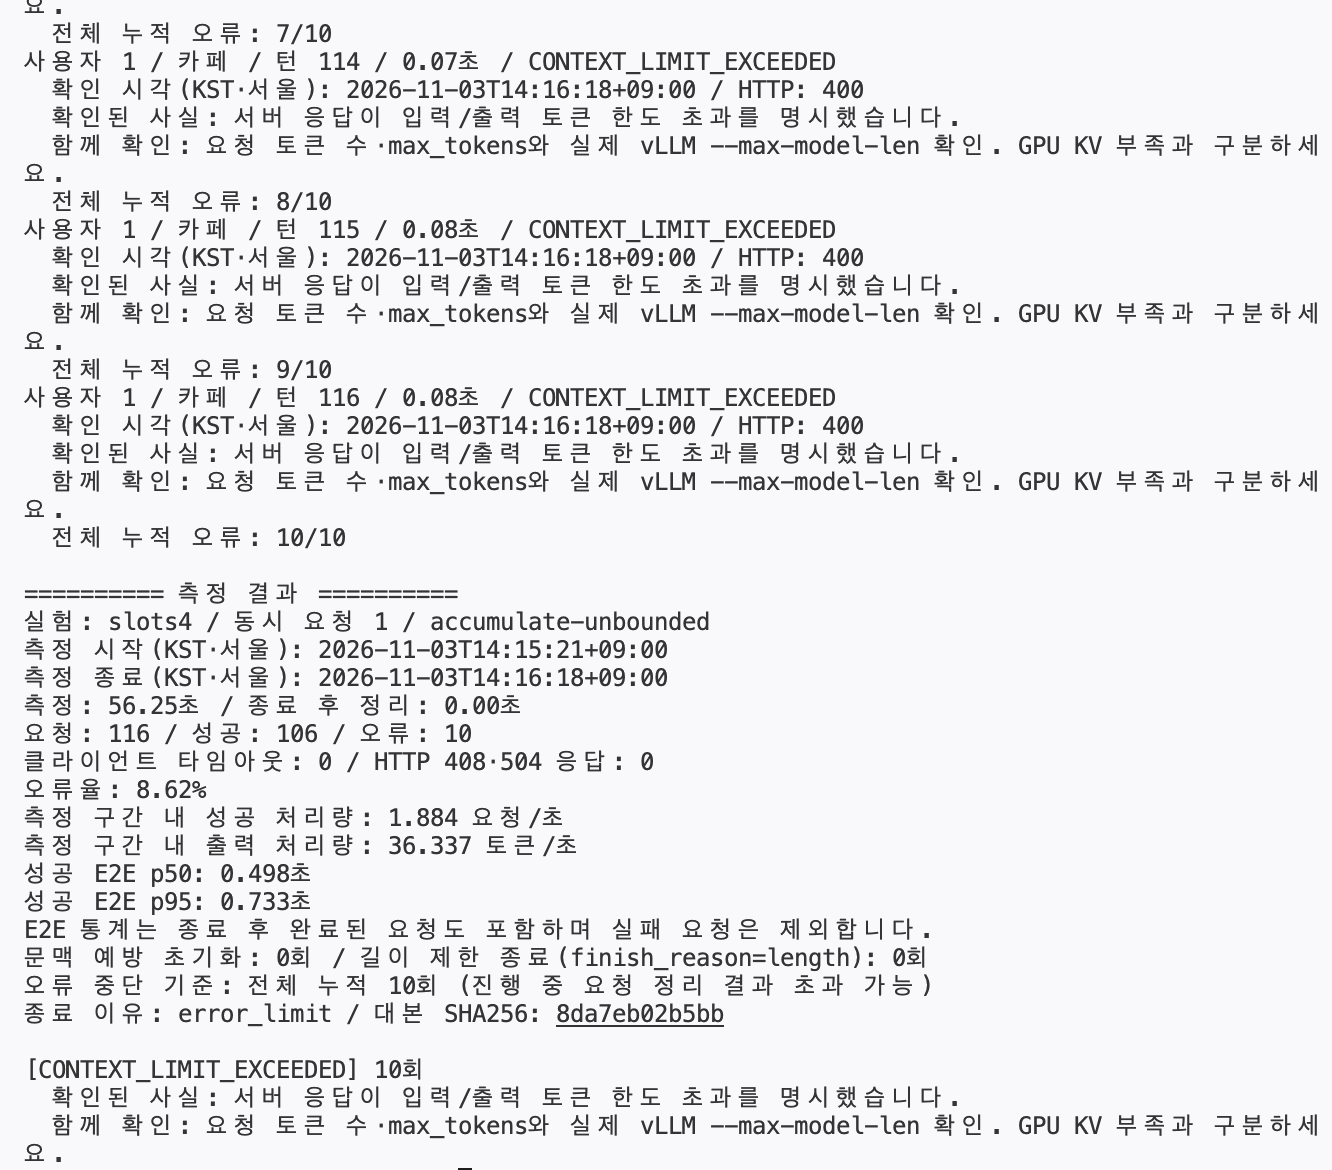 요.
전체 누적 오류: 7/10
사용자 1 / 카페 / 턴 114 / 0.07초 / CONTEXT_LIMIT_EXCEEDED
확인 시각(KST·서울): 2026-11-03T14:16:18+09:00 / HTTP: 400
확인된 사실: 서버 응답이 입력/출력 토큰 한도 초과를 명시했습니다.
함께 확인: 요청 토큰 수·max_tokens와 실제 vLLM --max-model-len 확인. GPU KV 부족과 구분하세
요.
전체 누적 오류: 8/10
사용자 1 / 카페 / 턴 115 / 0.08초 / CONTEXT_LIMIT_EXCEEDED
확인 시각(KST·서울): 2026-11-03T14:16:18+09:00 / HTTP: 400
확인된 사실: 서버 응답이 입력/출력 토큰 한도 초과를 명시했습니다.
함께 확인: 요청 토큰 수·max_tokens와 실제 vLLM --max-model-len 확인. GPU KV 부족과 구분하세
요.
전체 누적 오류: 9/10
사용자 1 / 카페 / 턴 116 / 0.08초 / CONTEXT_LIMIT_EXCEEDED
확인 시각(KST·서울): 2026-11-03T14:16:18+09:00 / HTTP: 400
확인된 사실: 서버 응답이 입력/출력 토큰 한도 초과를 명시했습니다.
함께 확인: 요청 토큰 수·max_tokens와 실제 vLLM --max-model-len 확인. GPU KV 부족과 구분하세
요.
전체 누적 오류: 10/10
========== 측정 결과 ==========
실험: slots4 / 동시 요청 1 / accumulate-unbounded
측정 시작(KST·서울): 2026-11-03T14:15:21+09:00
측정 종료(KST·서울): 2026-11-03T14:16:18+09:00
측정: 56.25초 / 종료 후 정리: 0.00초
요청: 116 / 성공: 106 / 오류: 10
클라이언트 타임아웃: 0 / HTTP 408·504 응답: 0
오류율: 8.62%
측정 구간 내 성공 처리량: 1.884 요청/초
측정 구간 내 출력 처리량: 36.337 토큰/초
성공 E2E p50: 0.498초
성공 E2E p95: 0.733초
E2E 통계는 종료 후 완료된 요청도 포함하며 실패 요청은 제외합니다.
문맥 예방 초기화: 0회 / 길이 제한 종료(finish_reason=length): 0회
오류 중단 기준: 전체 누적 10회 (진행 중 요청 정리 결과 초과 가능)
종료 이유: error_limit / 대본 SHA256: 8da7eb02b5bb
[CONTEXT_LIMIT_EXCEEDED] 10회
확인된 사실: 서버 응답이 입력/출력 토큰 한도 초과를 명시했습니다.
함께 확인: 요청 토큰 수·max_tokens와 실제 vLLM --max-model-len 확인. GPU KV 부족과 구분하세
요.